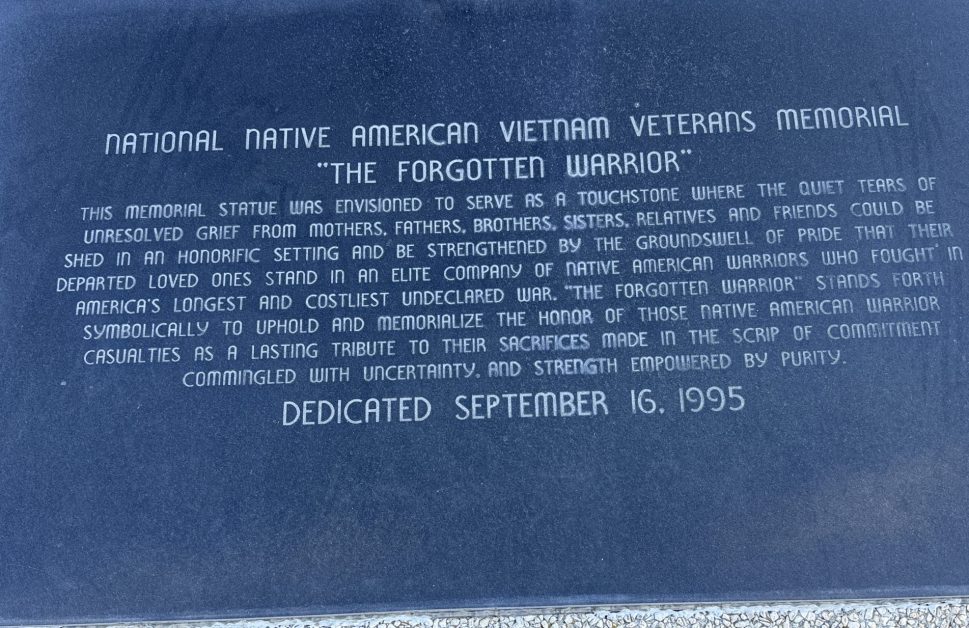 NATIONAL NATIVE AMERICAN VIETNAM VETERANS MEMORIAL
"THE FORGOTTEN WARRIOR"
THIS MEMORIAL STATUE WAS ENVISIONED TO SERVE AS A TOUCHSTONE WHERE THE QUIET TEARS OF
UNRESOLVED GRIEF FROM MOTHERS, FATHERS, BROTHERS, SISTERS, RELATIVES AND FRIENDS COULD BE
SHED IN AN HONORIFIC SETTING AND BE STRENGTHENED BY THE GROUNDSWELL OF PRIDE THAT THEIR
DEPARTED LOVED ONES STAND IN AN ELITE COMPANY OF NATIVE AMERICAN WARRIORS WHO FOUGHT IN
AMERICA'S LONGEST AND COSTLIEST UNDECLARED WAR. "THE FORGOTTEN WARRIOR" STANDS FORTH
SYMBOLICALLY TO UPHOLD AND MEMORIALIZE THE HONOR OF THOSE NATIVE AMERICAN WARRIOR
CASUALTIES AS A LASTING TRIBUTE TO THEIR SACRIFICES MADE IN THE SCRIP OF COMMITMENT
COMMINGLED WITH UNCERTAINTY, AND STRENGTH EMPOWERED BY PURITY.
DEDICATED SEPTEMBER 16, 1995